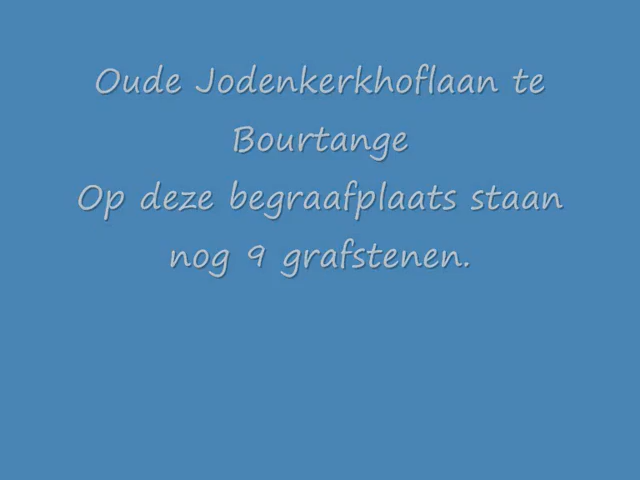 Oude Jodenkerkhoflaan te
Bourtange
Op deze begraafplaats staan
nog 9 grafstenen.